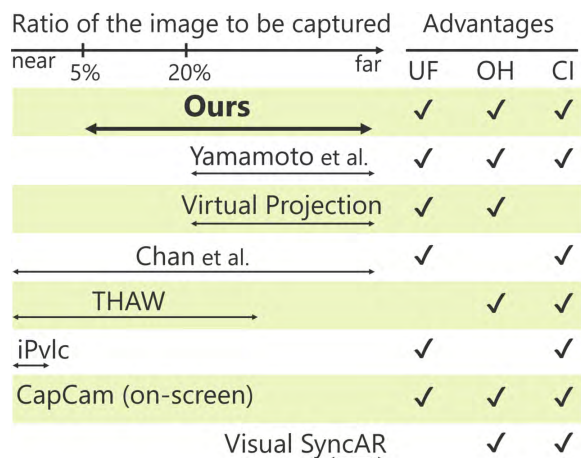 Ratio of the image to be captured Advantages
near 5% 20% far UF OH CI
Ours ✓ ✓ ✓
Yamamoto et al. ✓ ✓ ✓
Virtual Projection ✓ ✓
Chan et al. ✓ ✓
THAW ✓ ✓
iPvlc ✓ ✓
CapCam (on-screen) ✓ ✓ ✓
Visual SyncAR ✓ ✓